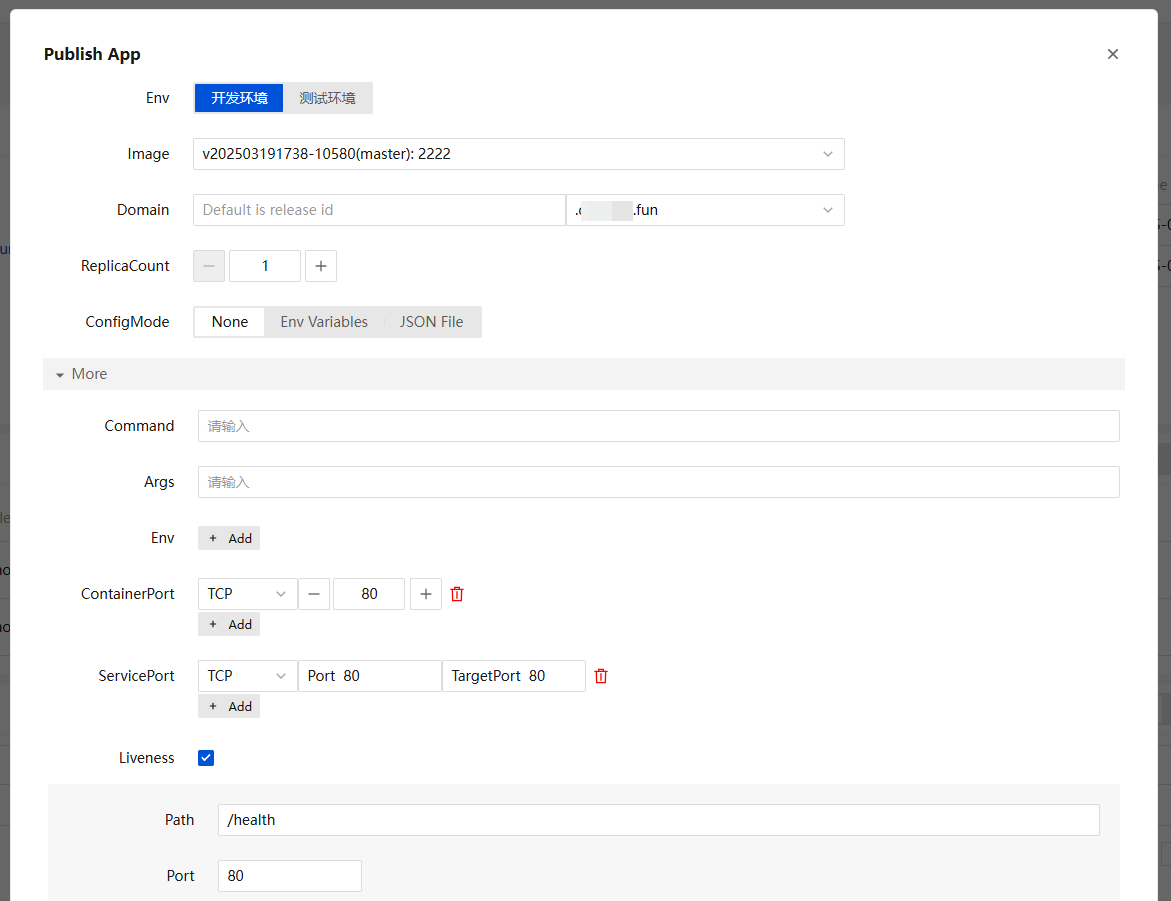 Publish App
Env 开发环境 测试环境
Image v202503191738-10580(master): 2222
Domain Default is release id .fun
ReplicaCount 1
ConfigMode None Env Variables JSON File
More
Command 请输入
Args 请输入
Env + Add
ContainerPort TCP 80
+ Add
ServicePort TCP Port 80 TargetPort 80
+ Add
Liveness
Path /health
Port 80